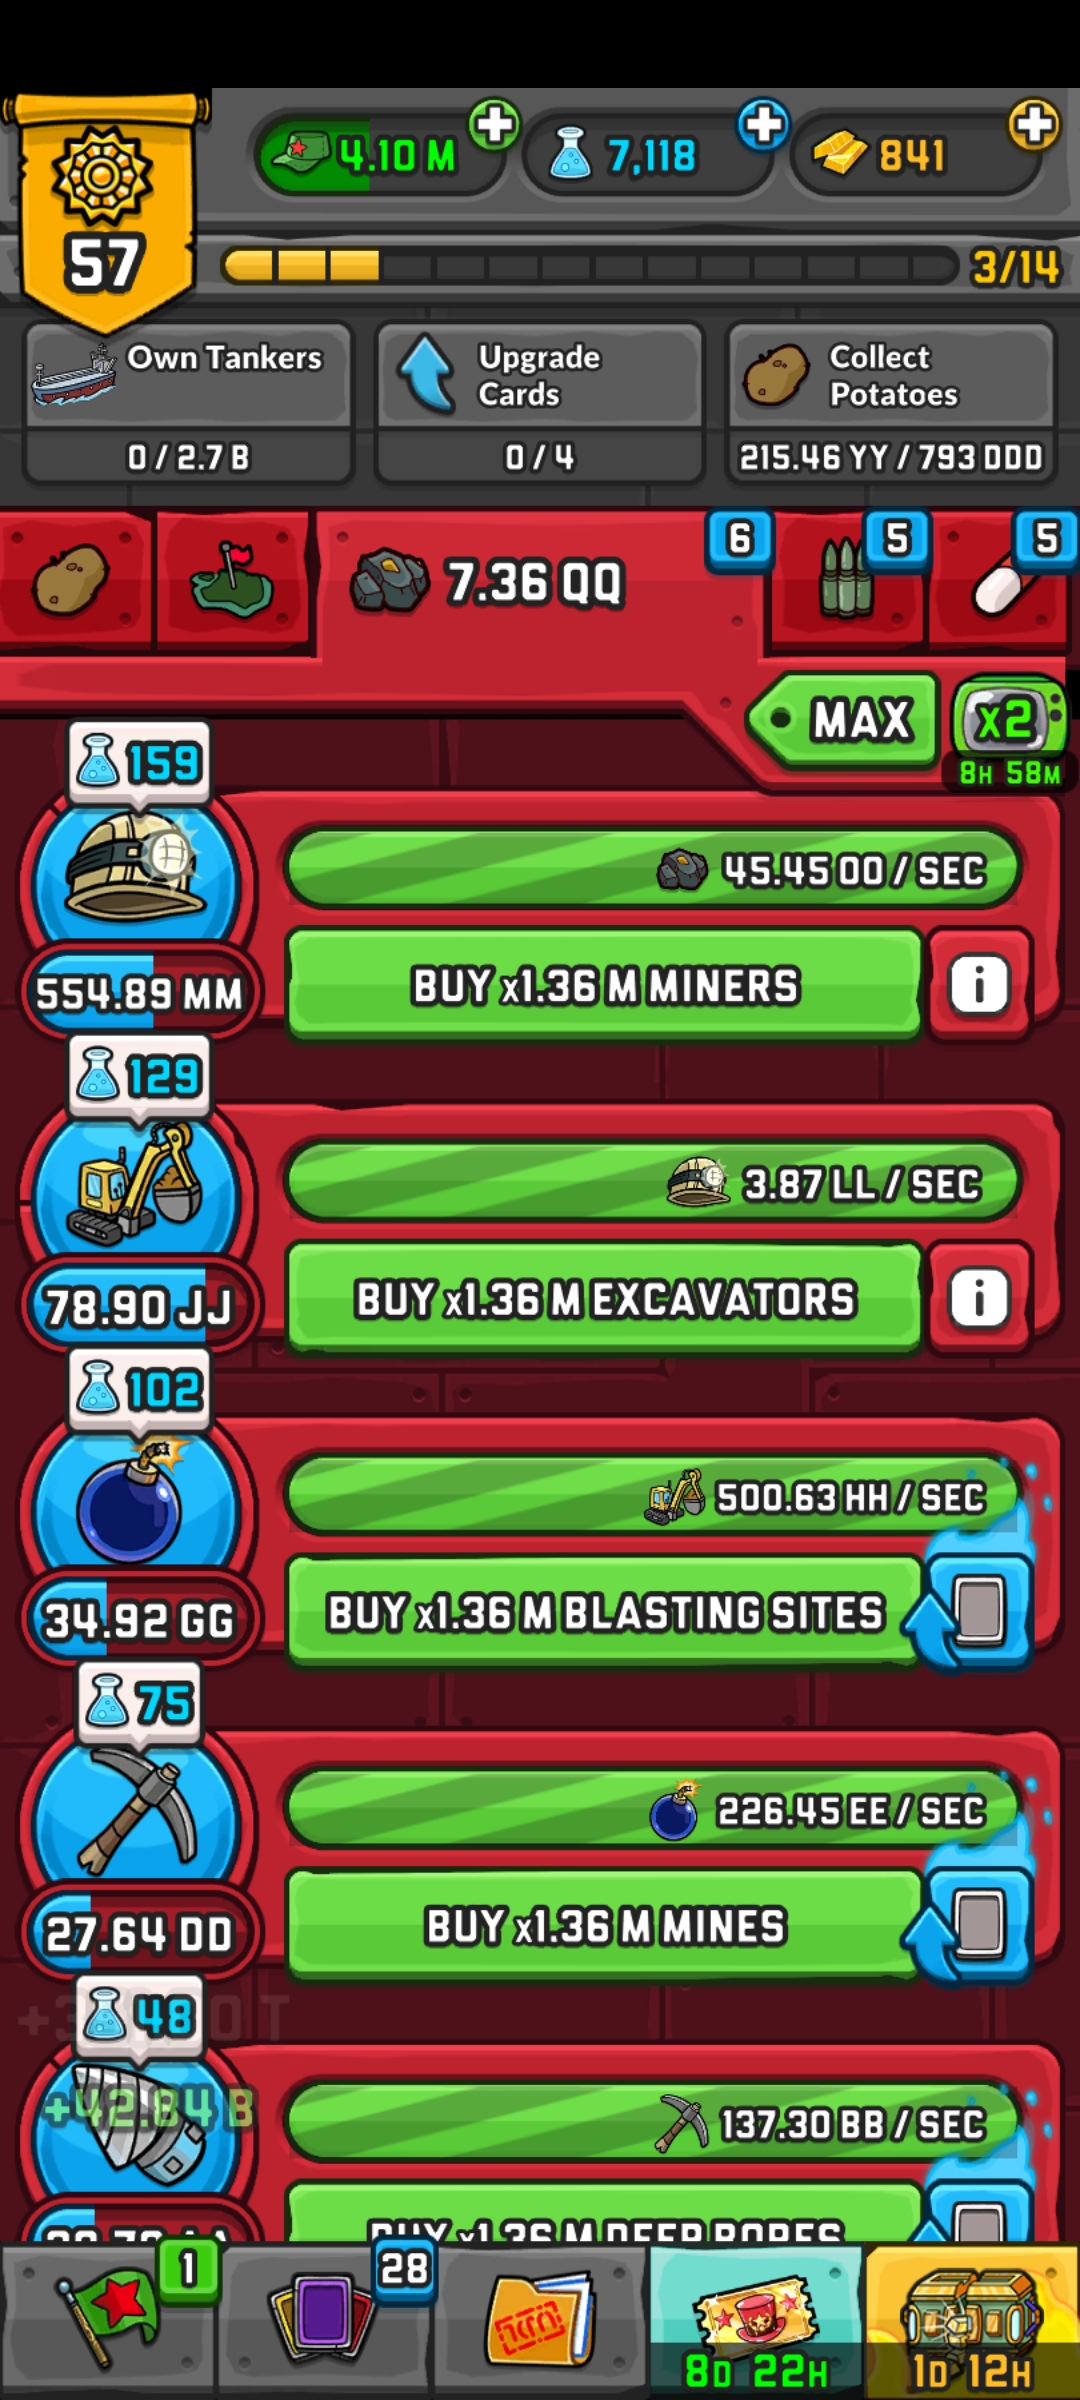 4.10 M
7,118
841
57
3/14
Own Tankers
0 / 2.7 B
Upgrade
Cards
0 / 4
Collect
Potatoes
215.46 YY / 793 DDD
7.36 QQ
6
5
5
MAX
x2
8H 58M
159
45.45 OO / SEC
554.89 MM
BUY x1.36 M MINERS
i
129
3.87 LL / SEC
78.90 JJ
BUY x1.36 M EXCAVATORS
i
102
500.63 HH / SEC
34.92 GG
BUY x1.36 M BLASTING SITES
75
226.45 EE / SEC
27.64 DD
BUY x1.36 M MINES
48
+42.84 B
137.30 BB / SEC
BUY x1.36 M DEEP BORES
1
28
8D 22H
1D 12H